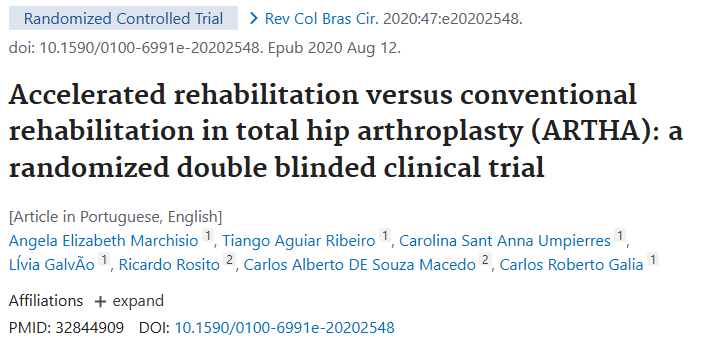 Randomized Controlled Trial > Rev Col Bras Cir. 2020:47:e20202548.
doi: 10.1590/0100-6991e-20202548. Epub 2020 Aug 12.
Accelerated rehabilitation versus conventional
rehabilitation in total hip arthroplasty (ARTHA): a
randomized double blinded clinical trial
[Article in Portuguese, English]
Angela Elizabeth Marchisio 1, Tiango Aguiar Ribeiro 1, Carolina Sant Anna Umpierres 1,
LÍvia GalvÃo 1, Ricardo Rosito 2, Carlos Alberto DE Souza Macedo 2, Carlos Roberto Galia 1
Affiliations + expand
PMID: 32844909 DOI: 10.1590/0100-6991e-20202548